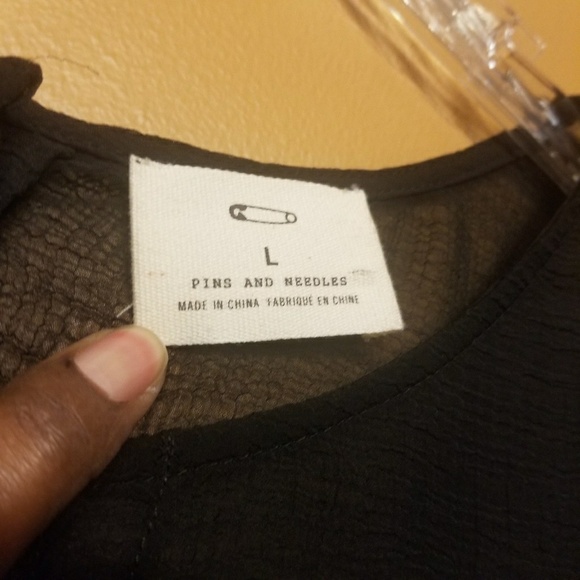 L
PINS AND NEEDLES
MADE IN CHINA FABRIQUÉ EN CHINE